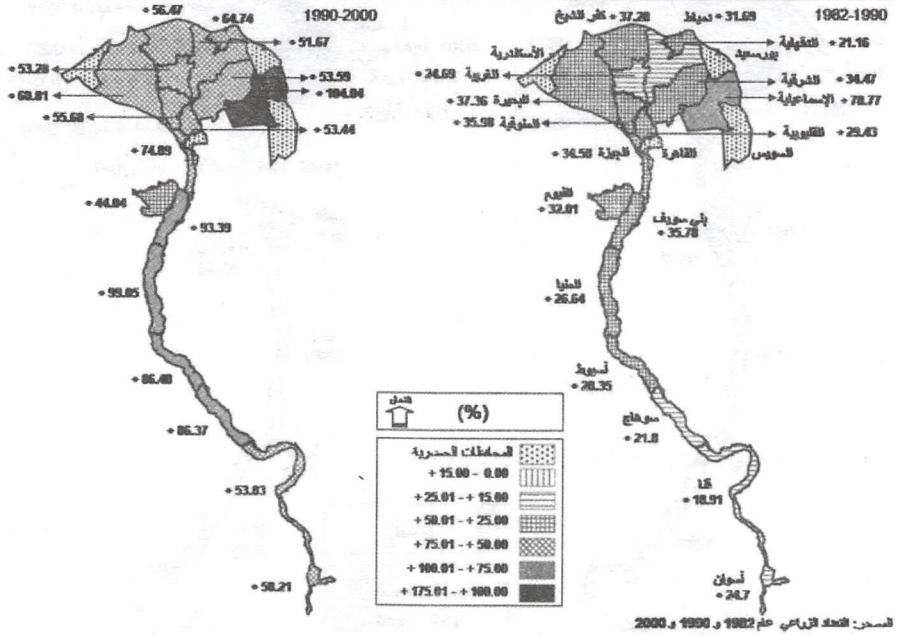 1990-2000
+ 56.47
+ 64.74
+ 51.67
+ 53.28
+ 53.59
+ 60.81
+ 104.04
+ 55.68
+ 53.44
+ 74.89
+ 44.04
+ 93.39
+ 99.05
+ 86.48
+ 86.37
+ 53.03
+ 58.21
1982-1990
كفر الشيخ + 37.28
دمياط + 31.69
الدقهلية + 21.16
بورسعيد
الأسكندرية
الغربية + 24.69
الشرقية + 34.47
الإسماعيلية + 78.77
البحيرة + 37.36
المنوفية + 35.98
القليوبية + 29.43
السويس
القاهرة
الجيزة + 34.58
الفيوم
+ 32.01
بني سويف
+ 35.78
المنيا
+ 26.64
أسيوط
+ 28.35
سوهاج
+ 21.8
قنا
+ 18.91
أسوان
+ 24.7
الشمال
(%)
المحافظات الحضرية
+ 15.00 - 0.00
+ 25.01 - + 15.00
+ 50.01 - + 25.00
+ 75.01 - + 50.00
+ 100.01 - + 75.00
+ 175.01 - + 100.00
المصدر: التعداد الزراعي عام 1982 و 1990 و 2000